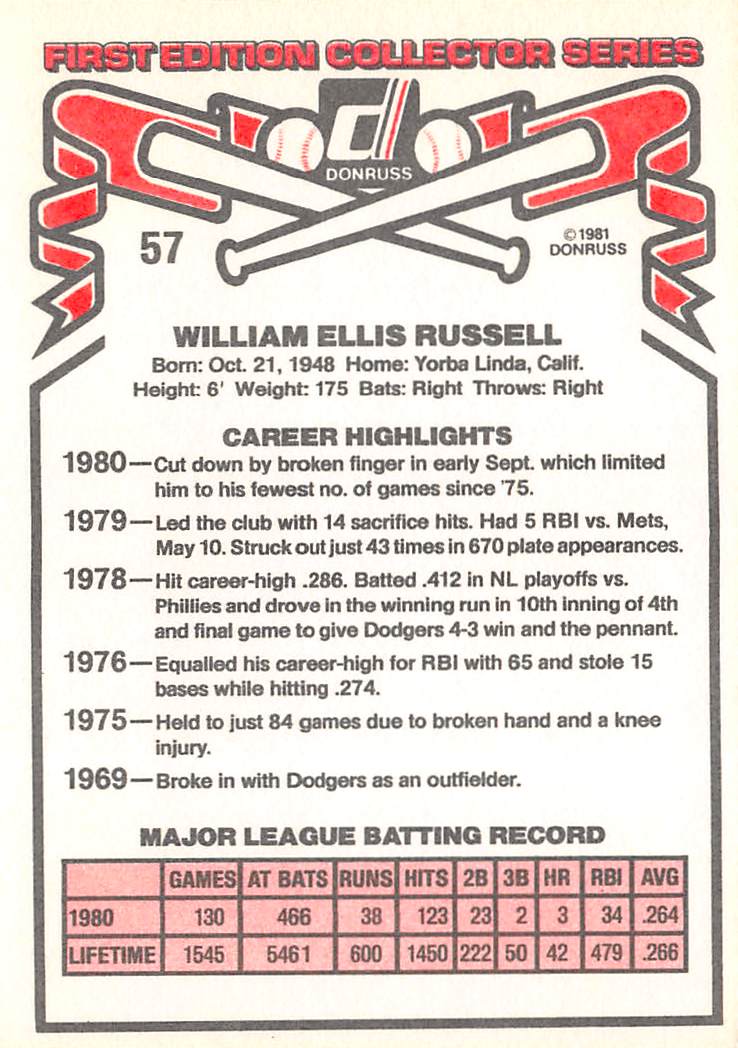 FIRST EDITION COLLECTOR SERIES
d
DONRUSS
57
©1981
DONRUSS
WILLIAM ELLIS RUSSELL
Born: Oct. 21, 1948 Home: Yorba Linda, Calif.
Height: 6' Weight: 175 Bats: Right Throws: Right
CAREER HIGHLIGHTS
1980—Cut down by broken finger in early Sept. which limited
him to his fewest no. of games since '75.
1979—Led the club with 14 sacrifice hits. Had 5 RBI vs. Mets,
May 10. Struck out just 43 times in 670 plate appearances.
1978—Hit career-high .286. Batted .412 in NL playoffs vs.
Phillies and drove in the winning run in 10th inning of 4th
and final game to give Dodgers 4-3 win and the pennant.
1976—Equalled his career-high for RBI with 65 and stole 15
bases while hitting .274.
1975—Held to just 84 games due to broken hand and a knee
injury.
1969—Broke in with Dodgers as an outfielder.
MAJOR LEAGUE BATTING RECORD
GAMES AT BATS RUNS HITS 2B 3B HR RBI AVG
1980 130 466 38 123 23 2 3 34 .264
LIFETIME 1545 5461 600 1450 222 50 42 479 .266